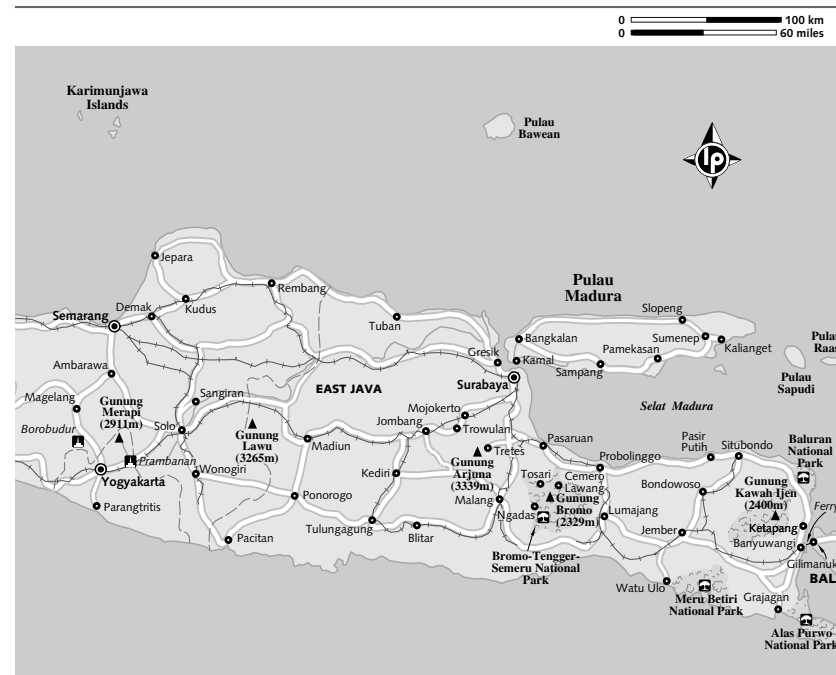 0 100 km
0 60 miles
Karimunjawa
Islands
Pulau
Bawean
lp
Jepara
Rembang
Pulau
Madura
Semarang
Demak
Kudus
Tuban
Slopeng
Bangkalan
Sumenep
Kalianget
Gresik
Kamal
Pamekasan
Sampang
Pulau
Sapudi
Pulau
Raas
Ambarawa
Surabaya
EAST JAVA
Selat Madura
Magelang
Gunung
Merapi
(2911m)
Sangiran
Borobudur
Solo
Gunung
Lawu
(3265m)
Mojokerto
Jombang
Trowulan
Madiun
Tretes
Pasaruan
Pasir
Putih
Situbondo
Baluran
National
Park
Prambanan
Yogyakarta
Wonogiri
Kediri
Gunung
Arjuna
(3339m)
Tosari
Cemero
Lawang
Probolinggo
Bondowoso
Gunung
Kawah Ijen
(2400m)
Parangtritis
Ponorogo
Malang
Ngadas
Gunung
Bromo
(2329m)
Lumajang
Ferry
Ketapang
Pacitan
Tulungagung
Blitar
Jember
Banyuwangi
Gilimanuk
BAL
Bromo-Tengger-
Semeru National
Park
Watu Ulo
Meru Betiri
National Park
Grajagan
Alas Purwo
National Park